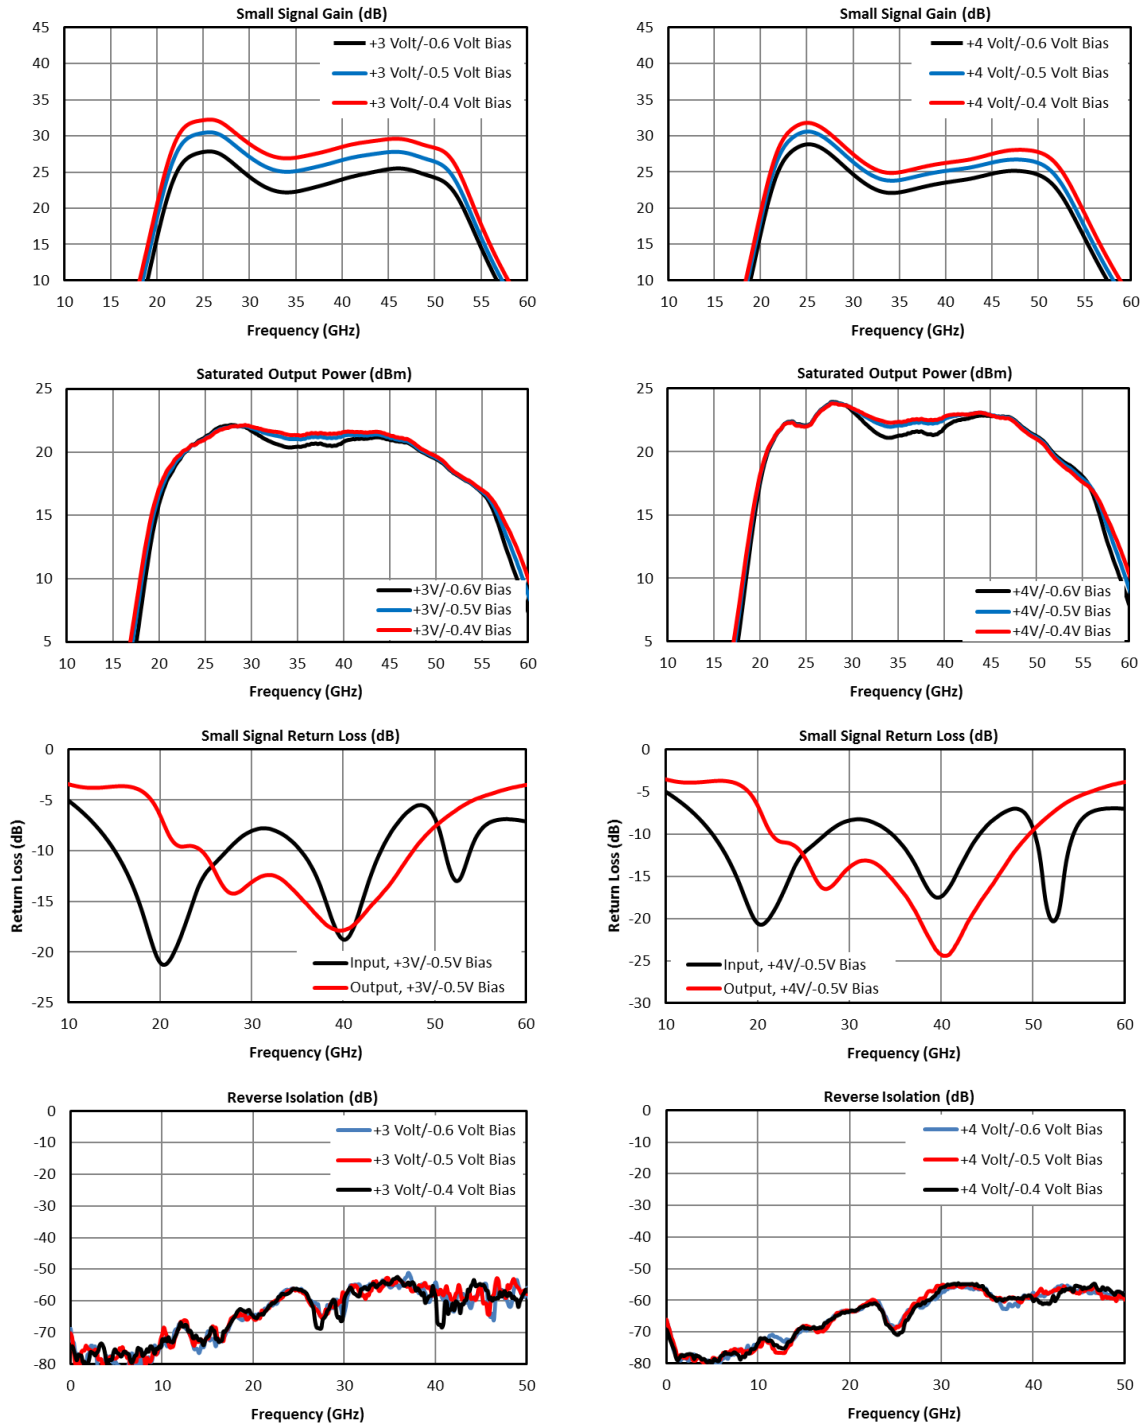 Small Signal Gain (dB)
45
40
35
30
25
20
15
10
+3 Volt/-0.6 Volt Bias
+3 Volt/-0.5 Volt Bias
+3 Volt/-0.4 Volt Bias
10 15 20 25 30 35 40 45 50 55 60
Frequency (GHz)
Small Signal Gain (dB)
45
40
35
30
25
20
15
10
+4 Volt/-0.6 Volt Bias
+4 Volt/-0.5 Volt Bias
+4 Volt/-0.4 Volt Bias
10 15 20 25 30 35 40 45 50 55 60
Frequency (GHz)
Saturated Output Power (dBm)
25
20
15
10
5
+3V/-0.6V Bias
+3V/-0.5V Bias
+3V/-0.4V Bias
10 15 20 25 30 35 40 45 50 55 60
Frequency (GHz)
Saturated Output Power (dBm)
25
20
15
10
5
+4V/-0.6V Bias
+4V/-0.5V Bias
+4V/-0.4V Bias
10 15 20 25 30 35 40 45 50 55 60
Frequency (GHz)
Small Signal Return Loss (dB)
Return Loss (dB)
0
-5
-10
-15
-20
-25
Input, +3V/-0.5V Bias
Output, +3V/-0.5V Bias
10 20 30 40 50 60
Frequency (GHz)
Small Signal Return Loss (dB)
Return Loss (dB)
0
-5
-10
-15
-20
-25
-30
Input, +4V/-0.5V Bias
Output, +4V/-0.5V Bias
10 20 30 40 50 60
Frequency (GHz)
Reverse Isolation (dB)
0
-10
-20
-30
-40
-50
-60
-70
-80
+3 Volt/-0.6 Volt Bias
+3 Volt/-0.5 Volt Bias
+3 Volt/-0.4 Volt Bias
0 10 20 30 40 50
Frequency (GHz)
Reverse Isolation (dB)
0
-10
-20
-30
-40
-50
-60
-70
-80
+4 Volt/-0.6 Volt Bias
+4 Volt/-0.5 Volt Bias
+4 Volt/-0.4 Volt Bias
0 10 20 30 40 50
Frequency (GHz)